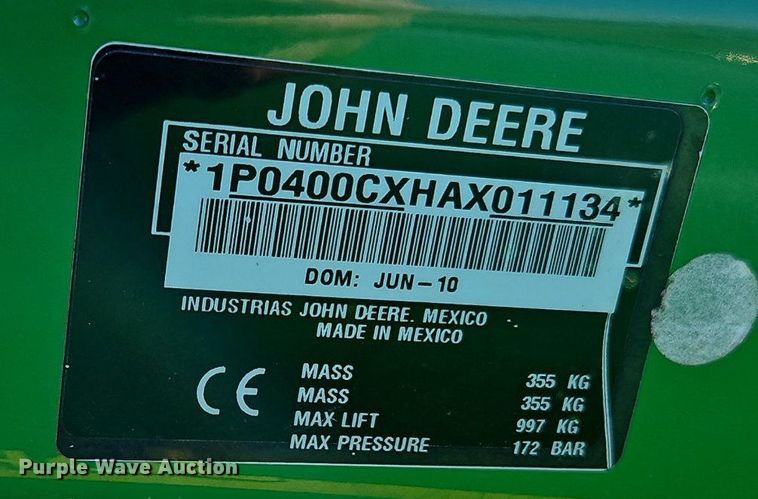 JOHN DEERE
SERIAL NUMBER
*1P0400CXHAX011134*
DOM: JUN-10
INDUSTRIAS JOHN DEERE. MEXICO
MADE IN MEXICO
CE
MASS 355 KG
MASS 355 KG
MAX LIFT 997 KG
MAX PRESSURE 172 BAR
Purple Wave Auction